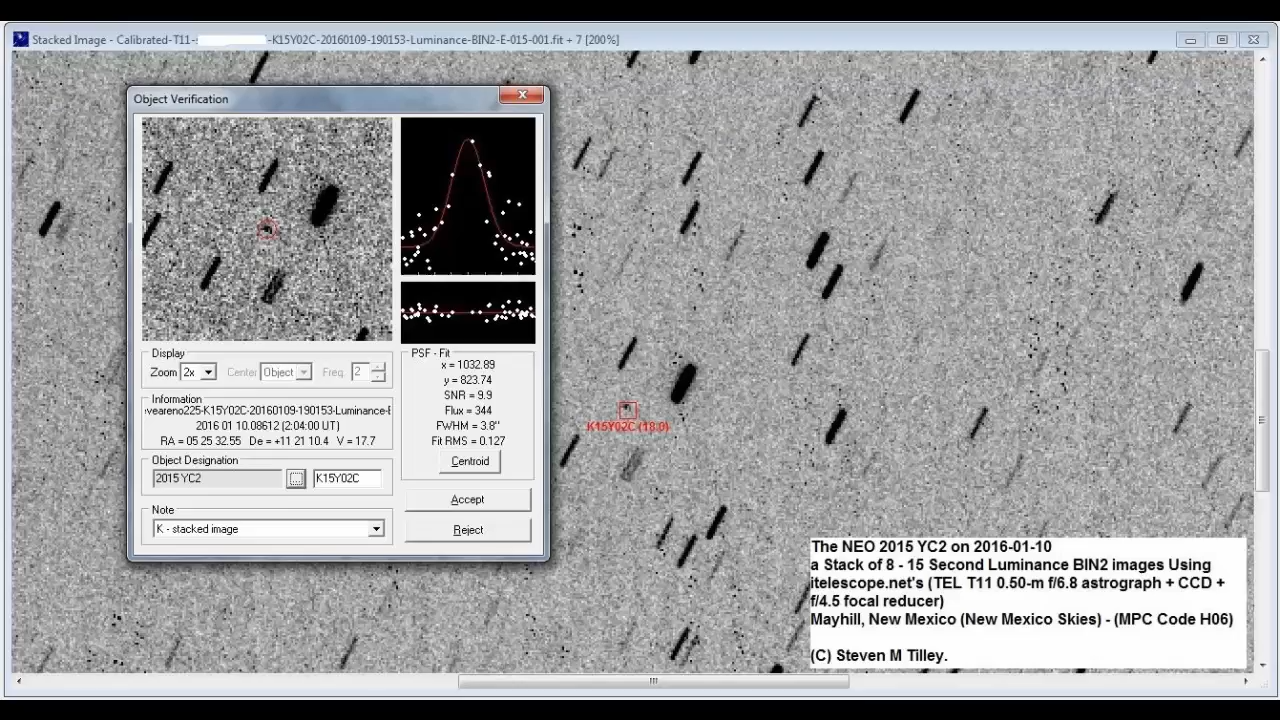 Stacked Image - Calibrated-T11- -K15Y02C-20160109-190153-Luminance-BIN2-E-015-001.fit + 7 [200%]
Object Verification
Display
Zoom 2x Center Object Freq. 2
Information
-K15Y02C-20160109-190153-Luminance-
2016 01 10.08612 (2:04:00 UT)
RA = 05 25 32.55 De = +11 21 10.4 V = 17.7
Object Designation
2015 YC2 ... K15Y02C
Note
K - stacked image
PSF - Fit
x = 1032.89
y = 823.74
SNR = 9.9
Flux = 344
FWHM = 3.8"
Fit RMS = 0.127
Centroid
Accept
Reject
K15Y02C (18.0)
The NEO 2015 YC2 on 2016-01-10
a Stack of 8 - 15 Second Luminance BIN2 images Using
itelescope.net's (TEL T11 0.50-m f/6.8 astrograph + CCD +
f/4.5 focal reducer)
Mayhill, New Mexico (New Mexico Skies) - (MPC Code H06)
(C) Steven M Tilley.